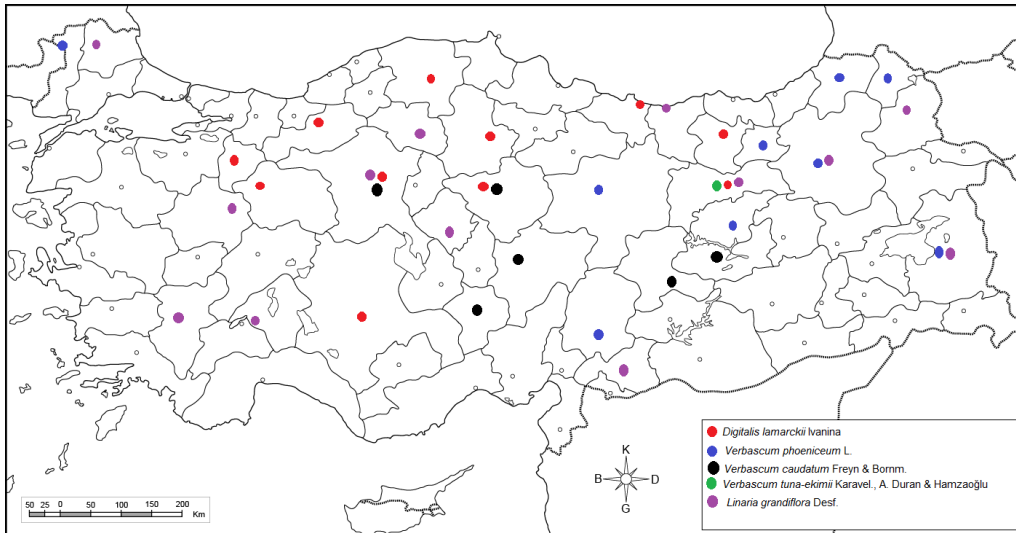 Digitalis lamarckii Ivanina
Verbascum phoeniceum L.
Verbascum caudatum Freyn & Bornm.
Verbascum tuna-ekimii Karavel., A. Duran & Hamzaoğlu
Linaria grandiflora Desf.
K
B D
G
50 25 0 50 100 150 200
Km